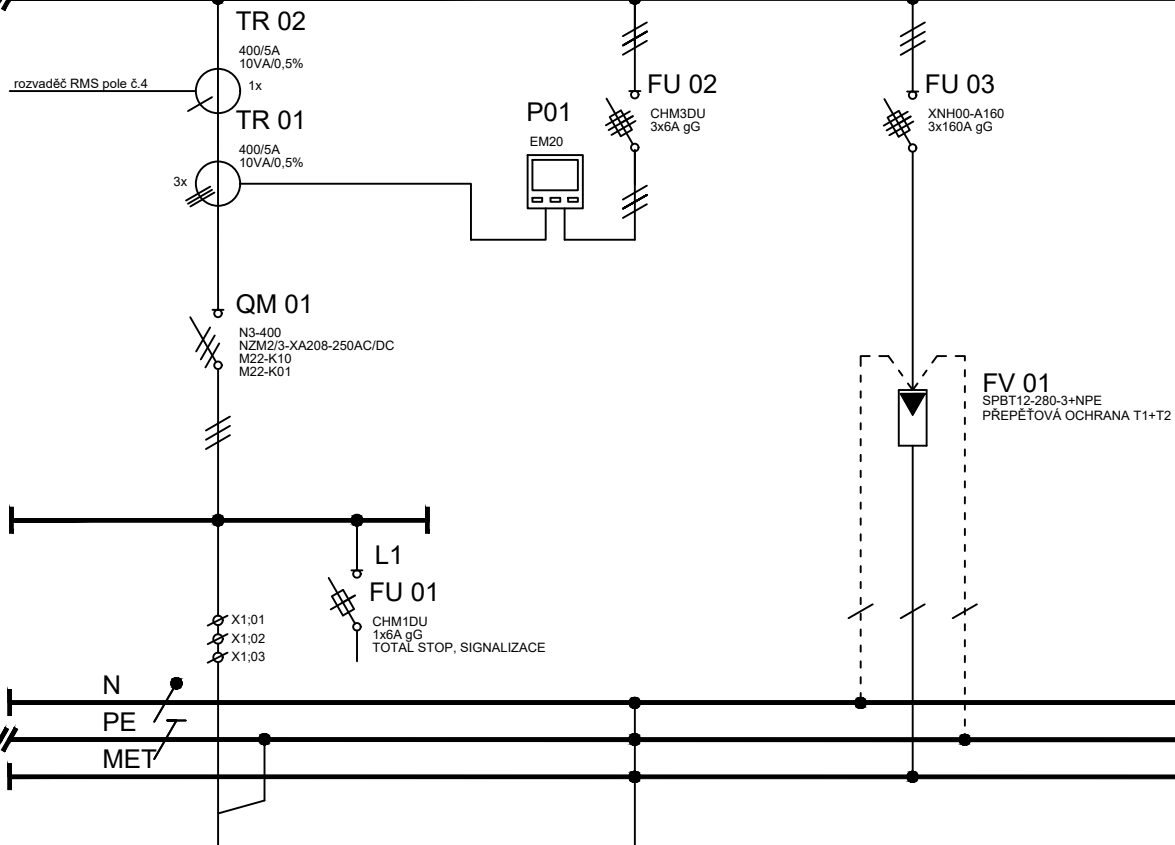 TR 02
400/5A
10VA/0,5%
1x
rozvaděč RMS pole č.4
TR 01
400/5A
10VA/0,5%
3x
P01
EM20
FU 02
CHM3DU
3x6A gG
FU 03
XNH00-A160
3x160A gG
QM 01
N3-400
NZM2/3-XA208-250AC/DC
M22-K10
M22-K01
FV 01
SPBT12-280-3+NPE
PŘEPĚŤOVÁ OCHRANA T1+T2
L1
FU 01
CHM1DU
1x6A gG
TOTAL STOP, SIGNALIZACE
X1;01
X1;02
X1;03
N
PE
MET